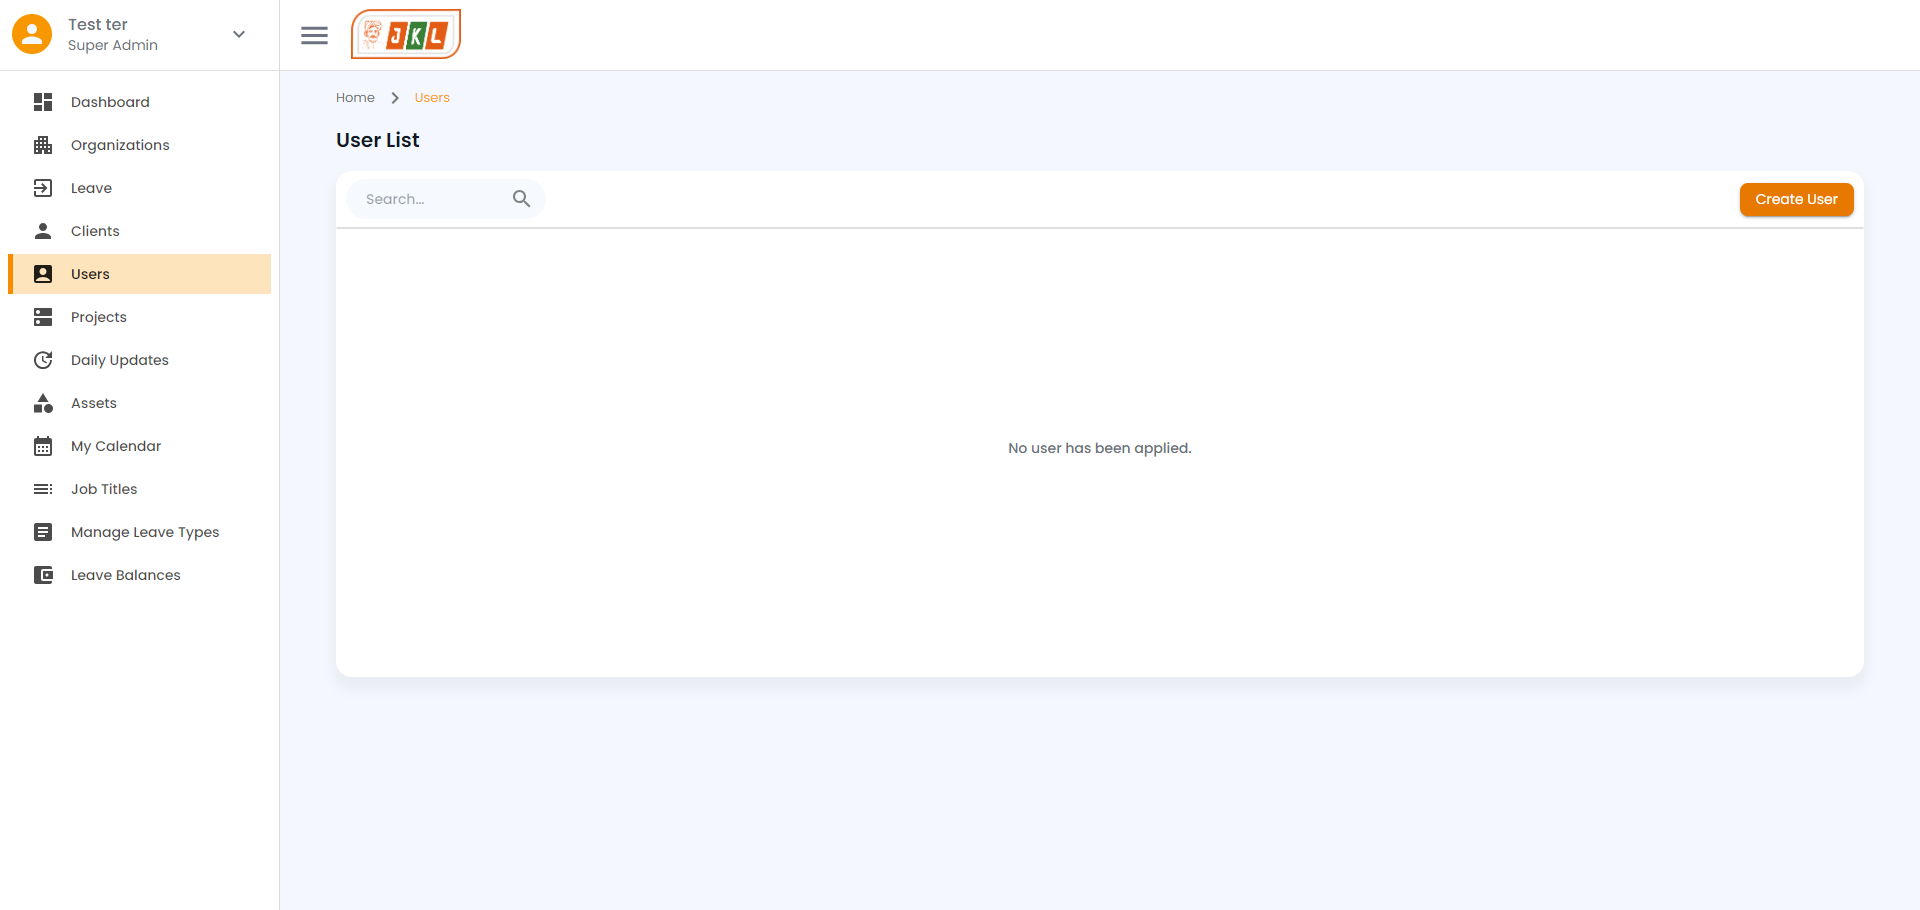 Test ter
Super Admin
JKL
Dashboard
Organizations
Leave
Clients
Users
Projects
Daily Updates
Assets
My Calendar
Job Titles
Manage Leave Types
Leave Balances
Home
Users
User List
Search...
Create User
No user has been applied.